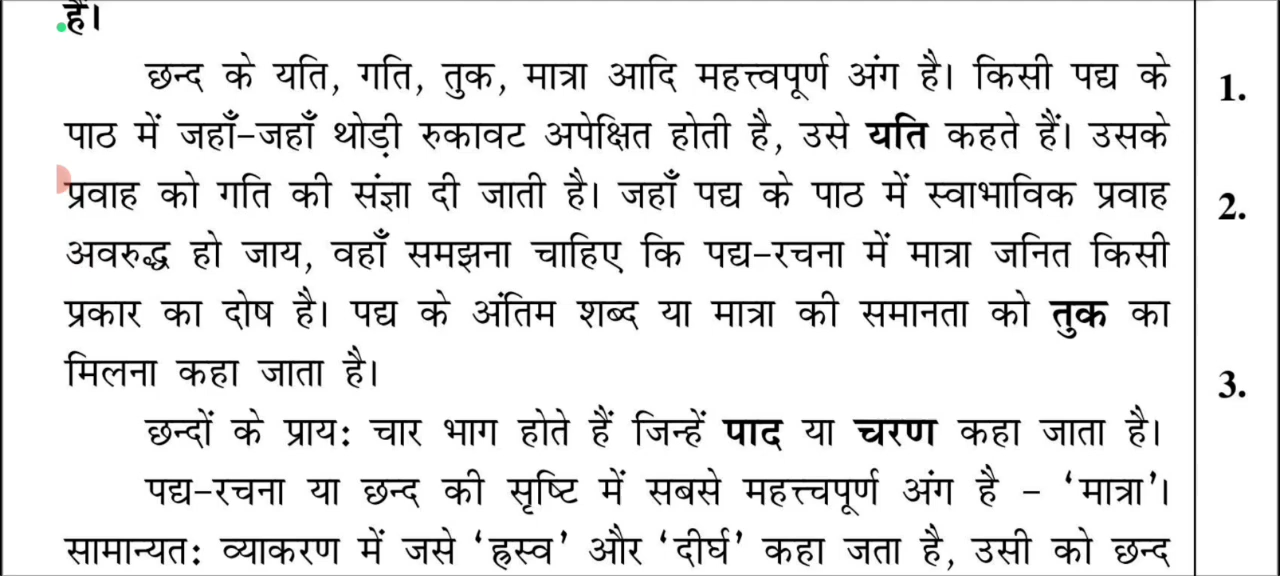 हैं।
छन्द के यति, गति, तुक, मात्रा आदि महत्त्वपूर्ण अंग है। किसी पद्य के
पाठ में जहाँ-जहाँ थोड़ी रुकावट अपेक्षित होती है, उसे यति कहते हैं। उसके
प्रवाह को गति की संज्ञा दी जाती है। जहाँ पद्य के पाठ में स्वाभाविक प्रवाह
अवरुद्ध हो जाय, वहाँ समझना चाहिए कि पद्य-रचना में मात्रा जनित किसी
प्रकार का दोष है। पद्य के अंतिम शब्द या मात्रा की समानता को तुक का
मिलना कहा जाता है।
छन्दों के प्राय: चार भाग होते हैं जिन्हें पाद या चरण कहा जाता है।
पद्य-रचना या छन्द की सृष्टि में सबसे महत्त्वपूर्ण अंग है - ‘मात्रा’।
सामान्यत: व्याकरण में जसे ‘ह्रस्व’ और ‘दीर्घ’ कहा जता है, उसी को छन्द
1.
2.
3.